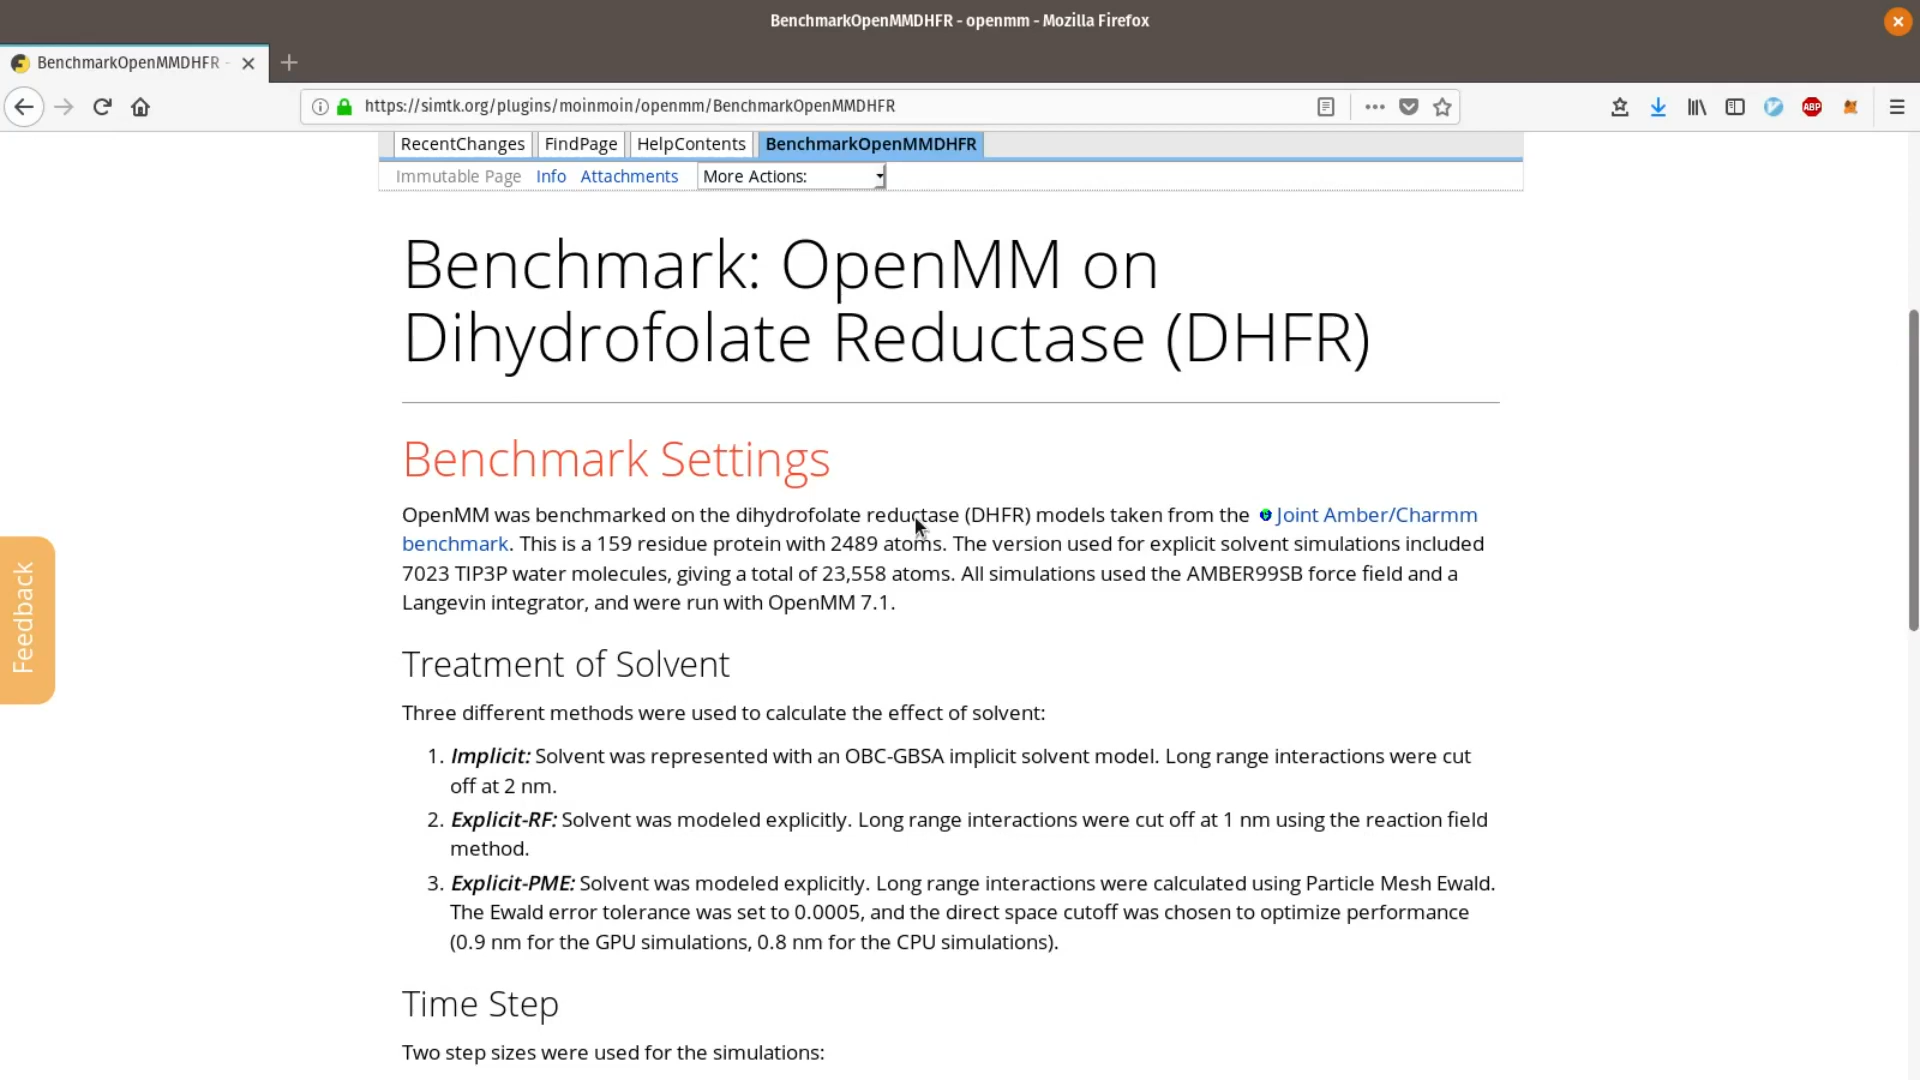 BenchmarkOpenMMDHFR - openmm - Mozilla Firefox
BenchmarkOpenMMDHFR -
https://simtk.org/plugins/moinmoin/openmm/BenchmarkOpenMMDHFR
ABP
RecentChanges FindPage HelpContents BenchmarkOpenMMDHFR
Immutable Page Info Attachments More Actions:
Benchmark: OpenMM on
Dihydrofolate Reductase (DHFR)
Benchmark Settings
OpenMM was benchmarked on the dihydrofolate reductase (DHFR) models taken from the Joint Amber/Charmm
benchmark. This is a 159 residue protein with 2489 atoms. The version used for explicit solvent simulations included
7023 TIP3P water molecules, giving a total of 23,558 atoms. All simulations used the AMBER99SB force field and a
Langevin integrator, and were run with OpenMM 7.1.
Feedback
Treatment of Solvent
Three different methods were used to calculate the effect of solvent:
1. Implicit: Solvent was represented with an OBC-GBSA implicit solvent model. Long range interactions were cut
off at 2 nm.
2. Explicit-RF: Solvent was modeled explicitly. Long range interactions were cut off at 1 nm using the reaction field
method.
3. Explicit-PME: Solvent was modeled explicitly. Long range interactions were calculated using Particle Mesh Ewald.
The Ewald error tolerance was set to 0.0005, and the direct space cutoff was chosen to optimize performance
(0.9 nm for the GPU simulations, 0.8 nm for the CPU simulations).
Time Step
Two step sizes were used for the simulations: